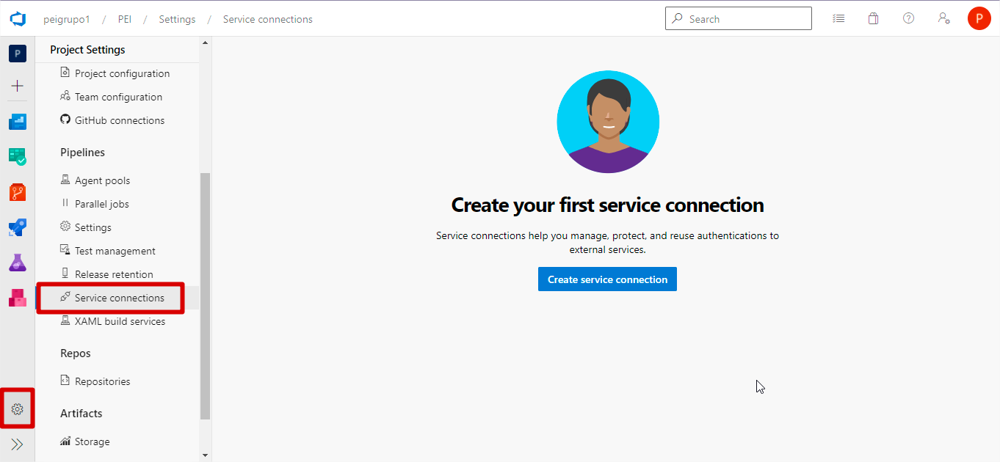 peigrupo1 / PEI / Settings / Service connections
Search
P
P
Project Settings
Project configuration
Team configuration
GitHub connections
Pipelines
Agent pools
Parallel jobs
Settings
Test management
Release retention
Service connections
XAML build services
Repos
Repositories
Artifacts
Storage
Create your first service connection
Service connections help you manage, protect, and reuse authentications to
external services.
Create service connection